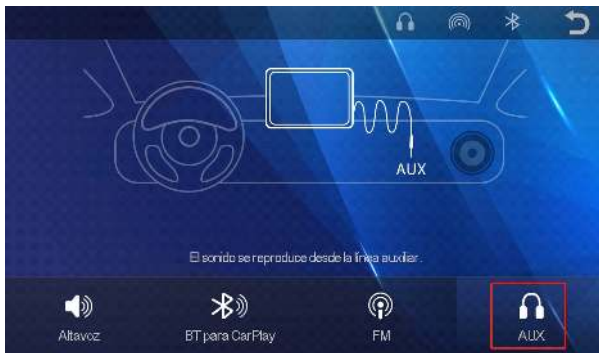 AUX
El sonido se reproduce desde la línea auxiliar.
Altavoz
BT para CarPlay
FM
AUX